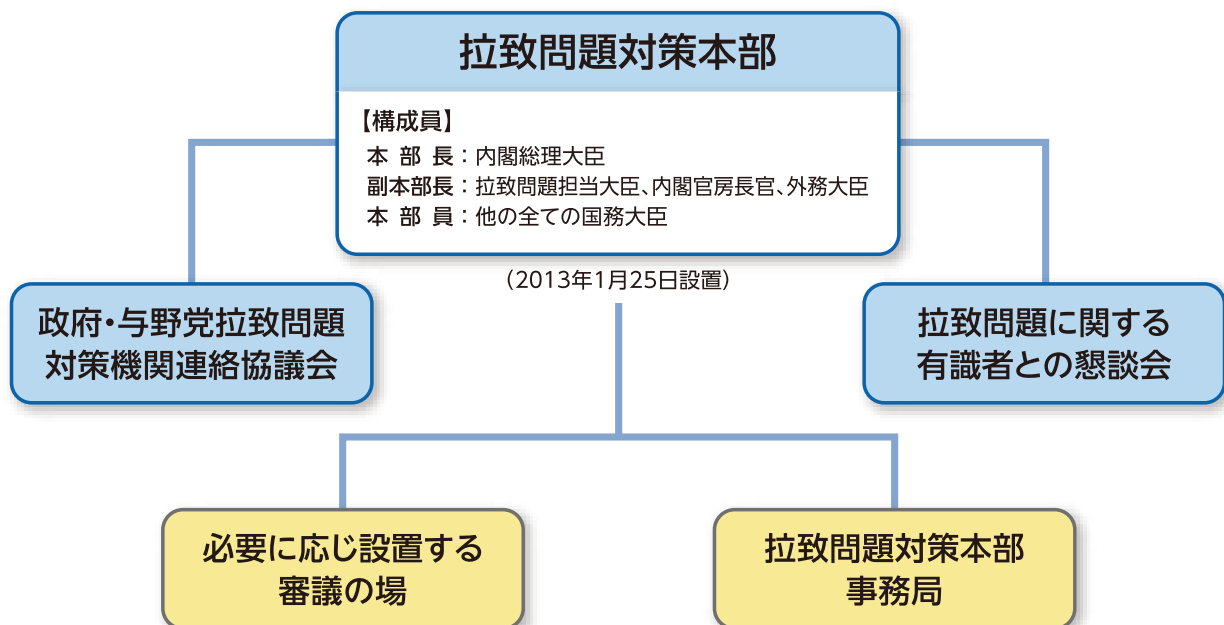 拉致問題対策本部
【構成員】
本部長：内閣総理大臣
副本部長：拉致問題担当大臣、内閣官房長官、外務大臣
本部員：他の全ての国務大臣
（2013年1月25日設置）
政府・与野党拉致問題
対策機関連絡協議会
拉致問題に関する
有識者との懇談会
必要に応じ設置する
審議の場
拉致問題対策本部
事務局